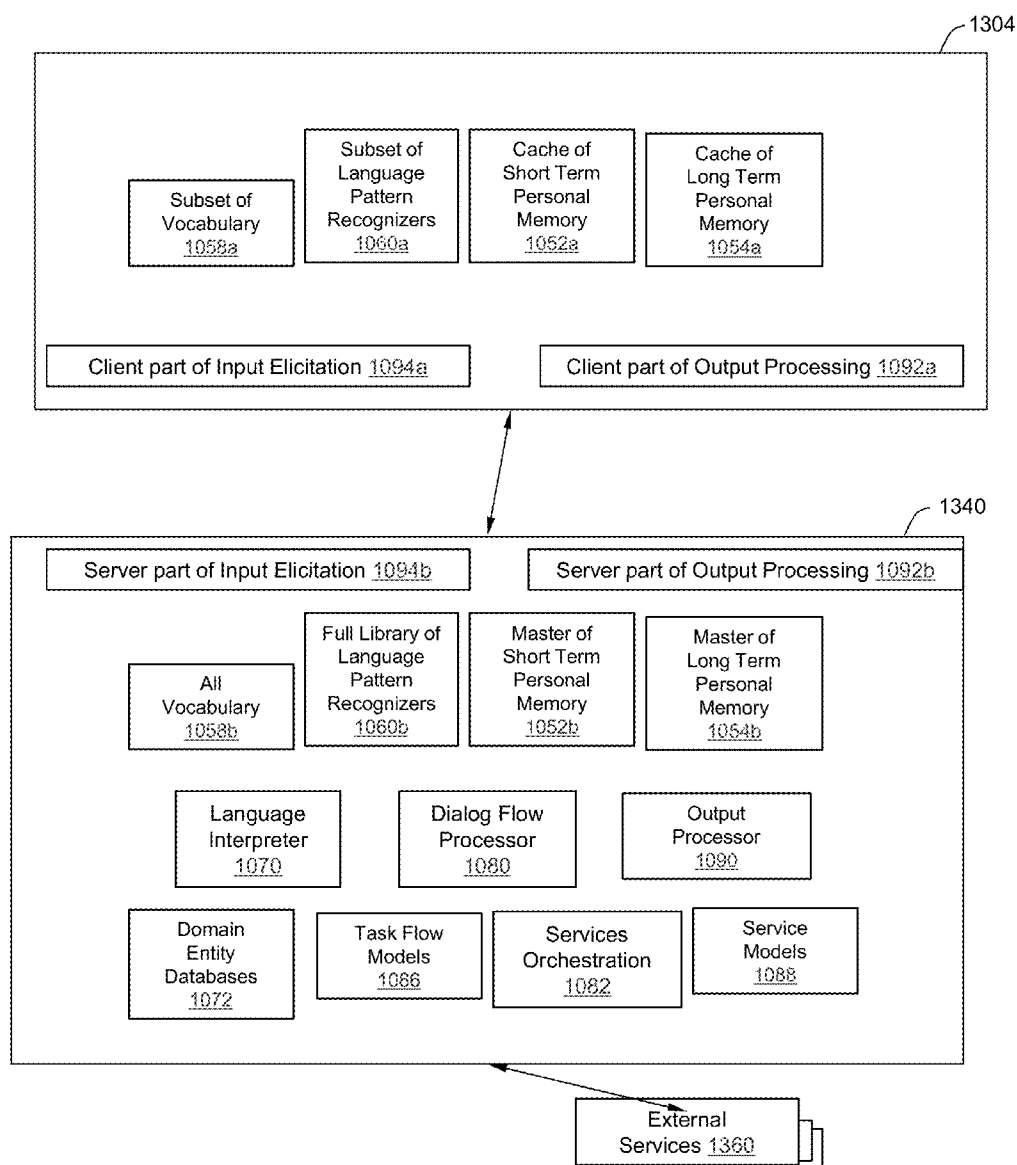 1304
Subset of
Vocabulary
1058a
Subset of
Language
Pattern
Recognizers
1060a
Cache of
Short Term
Personal
Memory
1052a
Cache of
Long Term
Personal
Memory
1054a
Client part of Input Elicitation 1094a
Client part of Output Processing 1092a
1340
Server part of Input Elicitation 1094b
Server part of Output Processing 1092b
All
Vocabulary
1058b
Full Library of
Language
Pattern
Recognizers
1060b
Master of
Short Term
Personal
Memory
1052b
Master of
Long Term
Personal
Memory
1054b
Language
Interpreter
1070
Dialog Flow
Processor
1080
Output
Processor
1090
Domain
Entity
Databases
1072
Task Flow
Models
1086
Services
Orchestration
1082
Service
Models
1088
External
Services 1360